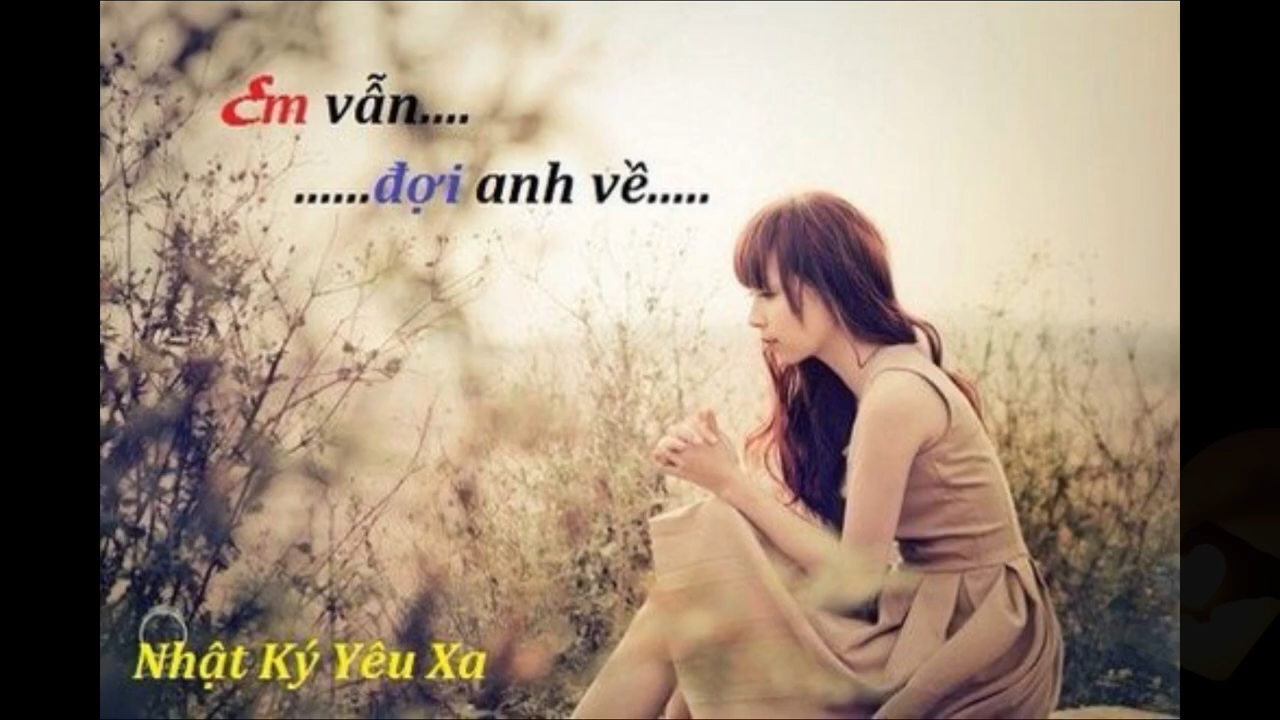 Em vẫn....
......đợi anh về.....
Nhật Ký Yêu Xa